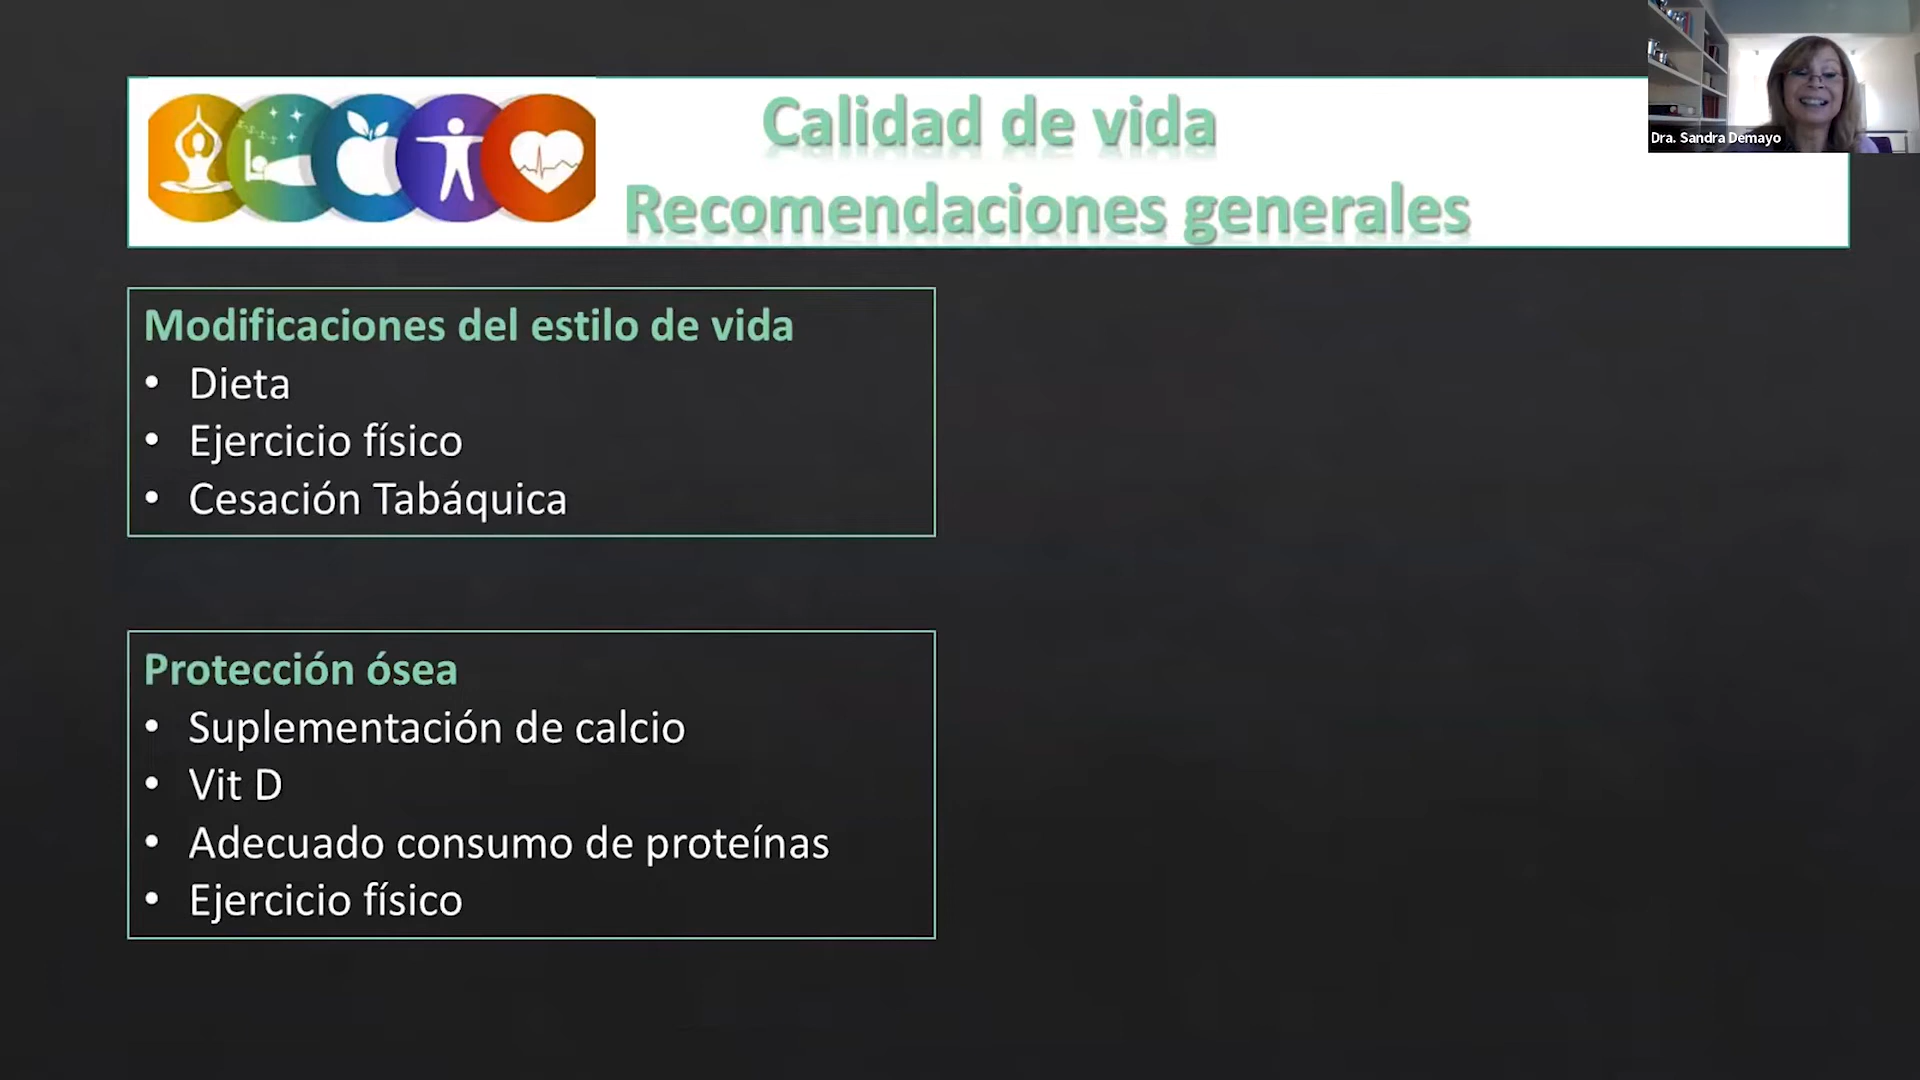 Calidad de vida
Recomendaciones generales
Dra. Sandra Demayo
Modificaciones del estilo de vida
• Dieta
• Ejercicio físico
• Cesación Tabáquica
Protección ósea
• Suplementación de calcio
• Vit D
• Adecuado consumo de proteínas
• Ejercicio físico